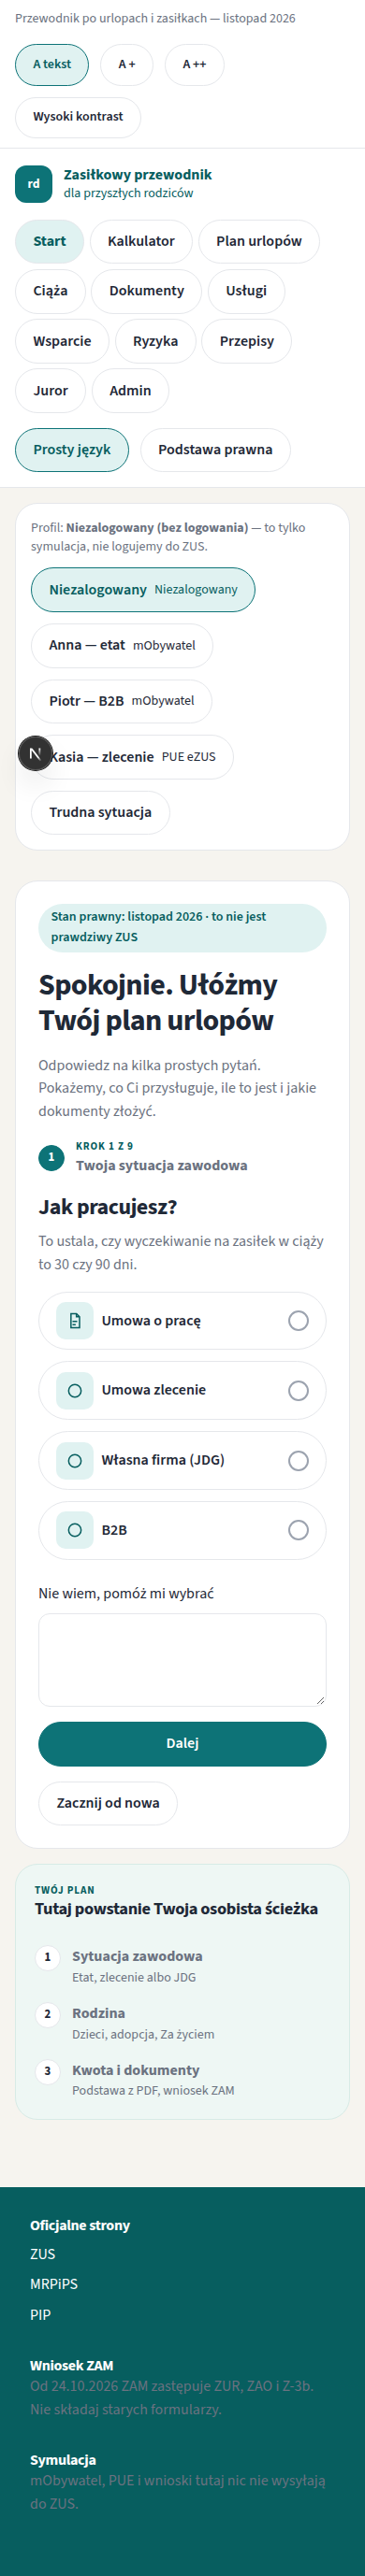 Przewodnik po urlopach i zasiłkach — listopad 2026
A tekst
A +
A ++
Wysoki kontrast
rd
Zasiłkowy przewodnik
dla przyszłych rodziców
Start
Kalkulator
Plan urlopów
Ciąża
Dokumenty
Usługi
Wsparcie
Ryzyka
Przepisy
Juror
Admin
Prosty język
Podstawa prawna
Profil: Niezalogowany (bez logowania) — to tylko
symulacja, nie logujemy do ZUS.
Niezalogowany Niezalogowany
Anna — etat mObywatel
Piotr — B2B mObywatel
N
Kasia — zlecenie PUE eZUS
Trudna sytuacja
Stan prawny: listopad 2026 · to nie jest
prawdziwy ZUS
Spokojnie. Ułóżmy
Twój plan urlopów
Odpowiedz na kilka prostych pytań.
Pokażemy, co Ci przysługuje, ile to jest i jakie
dokumenty złożyć.
1
KROK 1 Z 9
Twoja sytuacja zawodowa
Jak pracujesz?
To ustala, czy wyczekiwanie na zasiłek w ciąży
to 30 czy 90 dni.
Umowa o pracę
Umowa zlecenie
Własna firma (JDG)
B2B
Nie wiem, pomóż mi wybrać
Dalej
Zacznij od nowa
TWÓJ PLAN
Tutaj powstanie Twoja osobista ścieżka
1
Sytuacja zawodowa
Etat, zlecenie albo JDG
2
Rodzina
Dzieci, adopcja, Za życiem
3
Kwota i dokumenty
Podstawa z PDF, wniosek ZAM
Oficjalne strony
ZUS
MRPiPS
PIP
Wniosek ZAM
Od 24.10.2026 ZAM zastępuje ZUR, ZAO i Z-3b.
Nie składaj starych formularzy.
Symulacja
mObywatel, PUE i wnioski tutaj nic nie wysyłają
do ZUS.